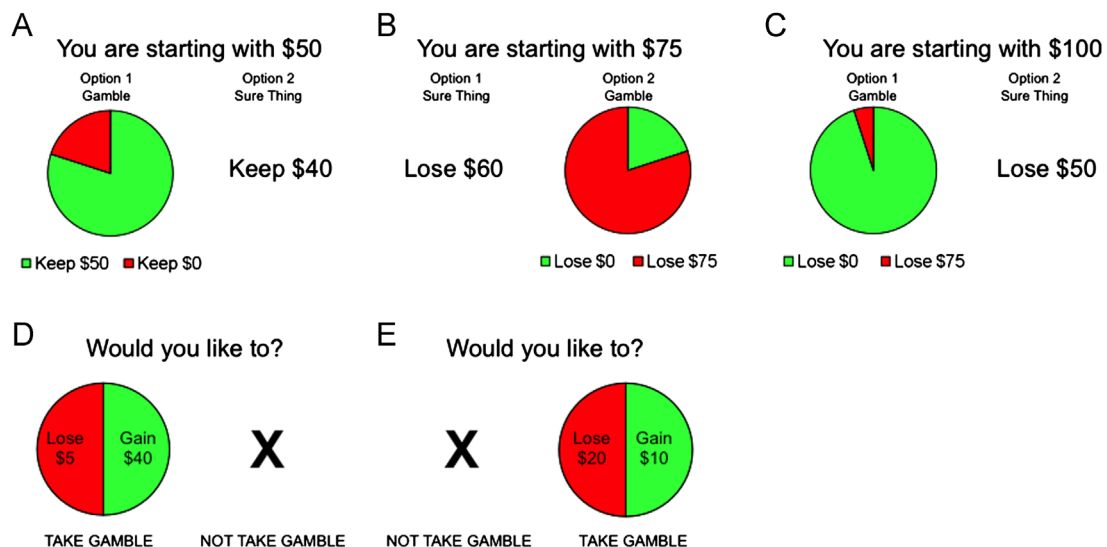 A
You are starting with $50
Option 1
Gamble
Option 2
Sure Thing
Keep $40
Keep $50 Keep $0
B
You are starting with $75
Option 1
Sure Thing
Option 2
Gamble
Lose $60
Lose $0 Lose $75
C
You are starting with $100
Option 1
Gamble
Option 2
Sure Thing
Lose $50
Lose $0 Lose $75
D
Would you like to?
Lose
$5
Gain
$40
X
TAKE GAMBLE NOT TAKE GAMBLE
E
Would you like to?
X
Lose
$20
Gain
$10
NOT TAKE GAMBLE TAKE GAMBLE